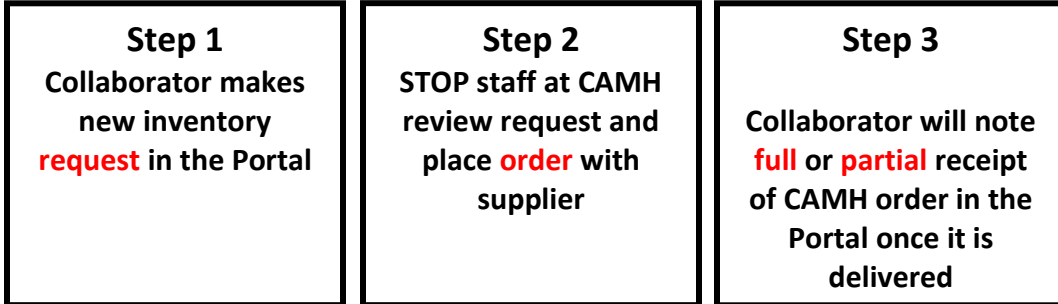 Step 1
Collaborator makes
new inventory
request in the Portal
Step 2
STOP staff at CAMH
review request and
place order with
supplier
Step 3
Collaborator will note
full or partial receipt
of CAMH order in the
Portal once it is
delivered